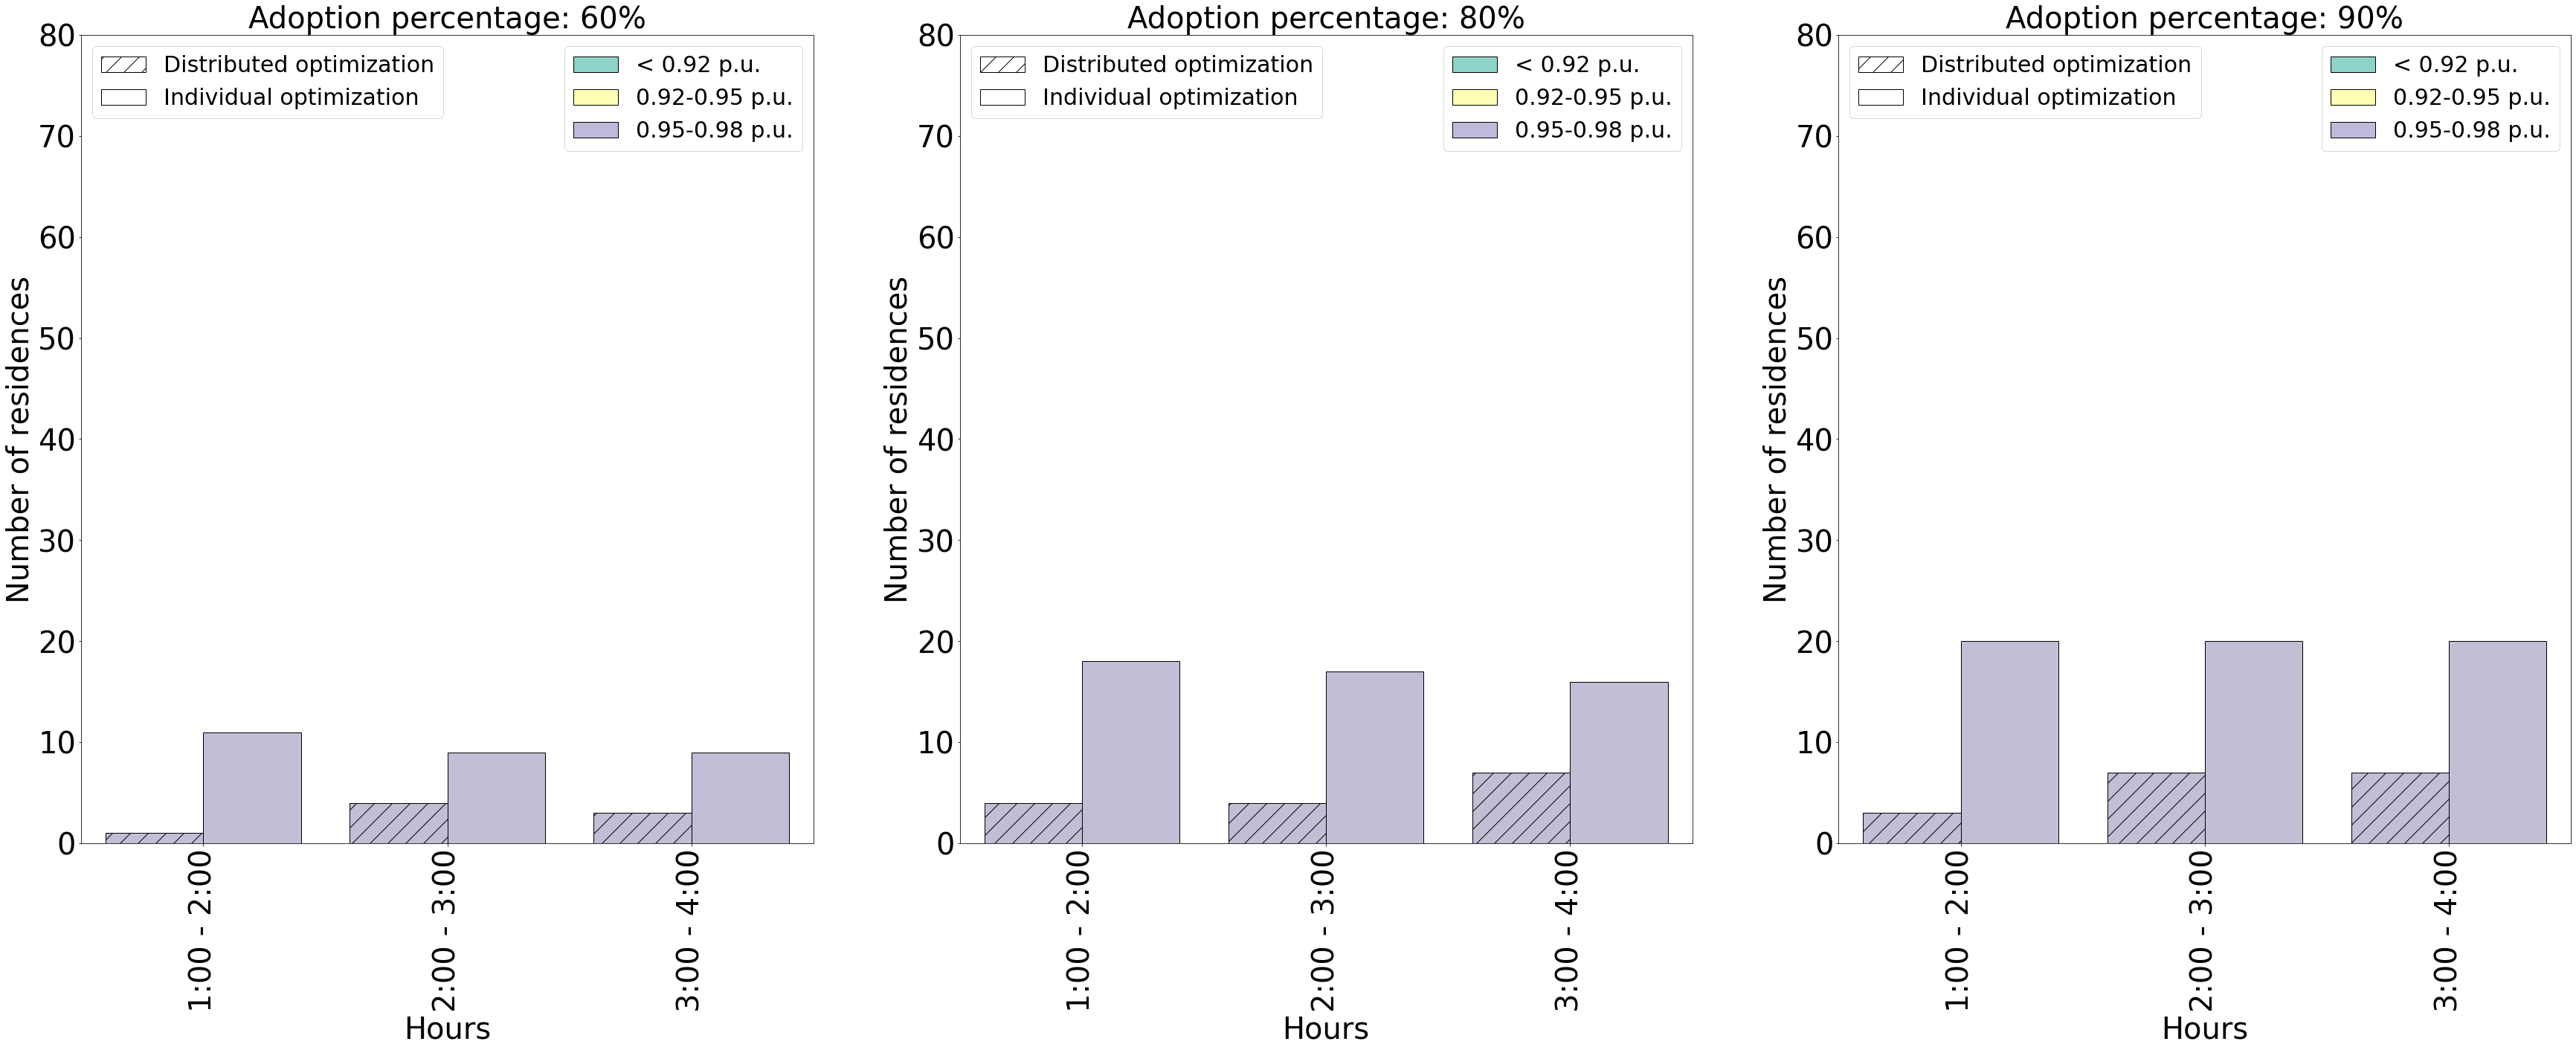 Adoption percentage: 60%
80
70
60
50
40
30
20
10
0
Number of residences
Distributed optimization
Individual optimization
< 0.92 p.u.
0.92-0.95 p.u.
0.95-0.98 p.u.
1:00 - 2:00
2:00 - 3:00
3:00 - 4:00
Hours
Adoption percentage: 80%
80
70
60
50
40
30
20
10
0
Number of residences
Distributed optimization
Individual optimization
< 0.92 p.u.
0.92-0.95 p.u.
0.95-0.98 p.u.
1:00 - 2:00
2:00 - 3:00
3:00 - 4:00
Hours
Adoption percentage: 90%
80
70
60
50
40
30
20
10
0
Number of residences
Distributed optimization
Individual optimization
< 0.92 p.u.
0.92-0.95 p.u.
0.95-0.98 p.u.
1:00 - 2:00
2:00 - 3:00
3:00 - 4:00
Hours